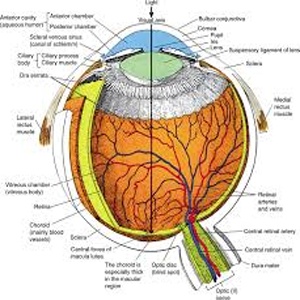 Light
Anterior cavity
(aqueous humor)
Anterior chamber
Posterior chamber
Scleral venous sinus
(canal of schlemm)
Ciliary
body
Ciliary process
Ciliary muscle
Ora serrata
Lateral
rectus
muscle
Vitreous chamber
(vitreous body)
Retina
Choroid
(mainly blood
vessels)
Sclera
Central fovea of
macula lutea
The choroid is
especially thick
in the macular
region
Visual axis
Bulbar conjunctiva
Cornea
Pupil
Iris
Lens
Suspensory ligament of lens
Sclera
Medial
rectus
muscle
Retinal
arteries and
veins
Central retinal artery
Central retinal vein
Dura mater
Optic disc
(blind spot)
Optic (II)
nerve